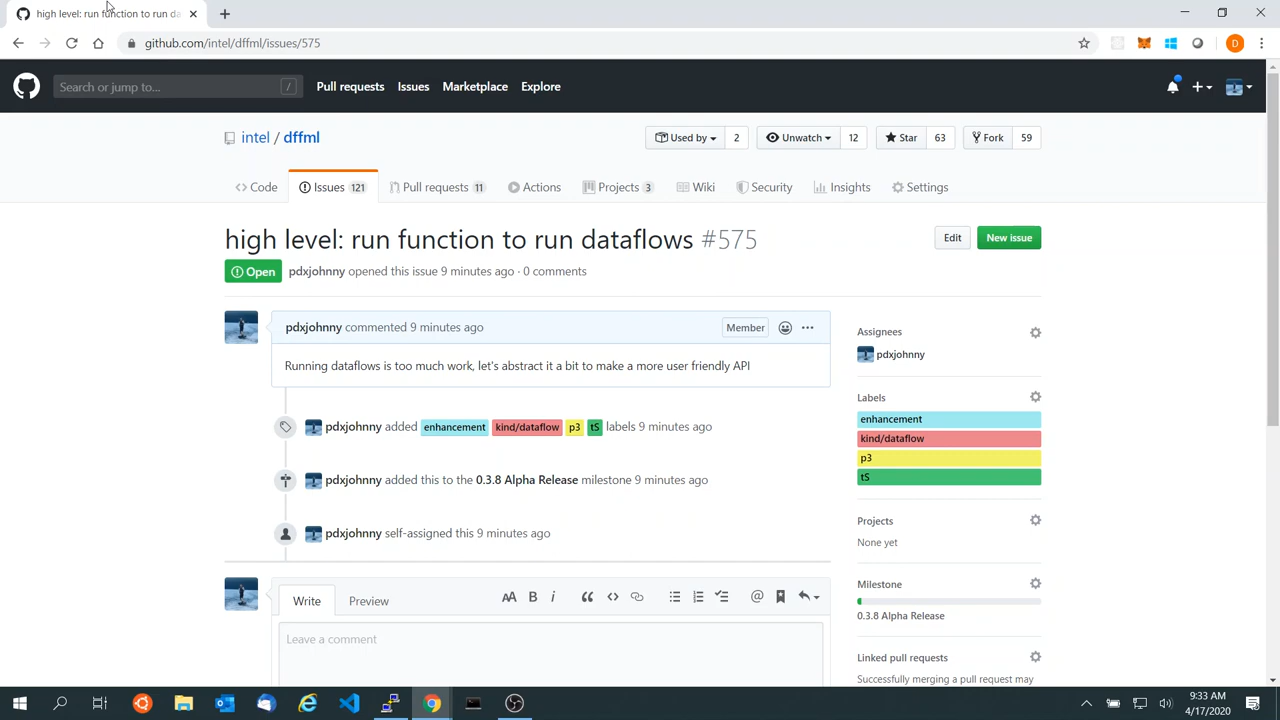 high level: run function to run da
github.com/intel/dffml/issues/575
D
Search or jump to...
/
Pull requests
Issues
Marketplace
Explore
intel / dffml
Used by
2
Unwatch
12
Star
63
Fork
59
Code
Issues 121
Pull requests 11
Actions
Projects 3
Wiki
Security
Insights
Settings
high level: run function to run dataflows #575
Edit
New issue
Open
pdxjohnny opened this issue 9 minutes ago · 0 comments
pdxjohnny commented 9 minutes ago
Member
Running dataflows is too much work, let's abstract it a bit to make a more user friendly API
pdxjohnny added enhancement kind/dataflow p3 tS labels 9 minutes ago
pdxjohnny added this to the 0.3.8 Alpha Release milestone 9 minutes ago
pdxjohnny self-assigned this 9 minutes ago
Write
Preview
AA B i
Leave a comment
Assignees
pdxjohnny
Labels
enhancement
kind/dataflow
p3
tS
Projects
None yet
Milestone
0.3.8 Alpha Release
Linked pull requests
Successfully merging a pull request may
9:33 AM
4/17/2020